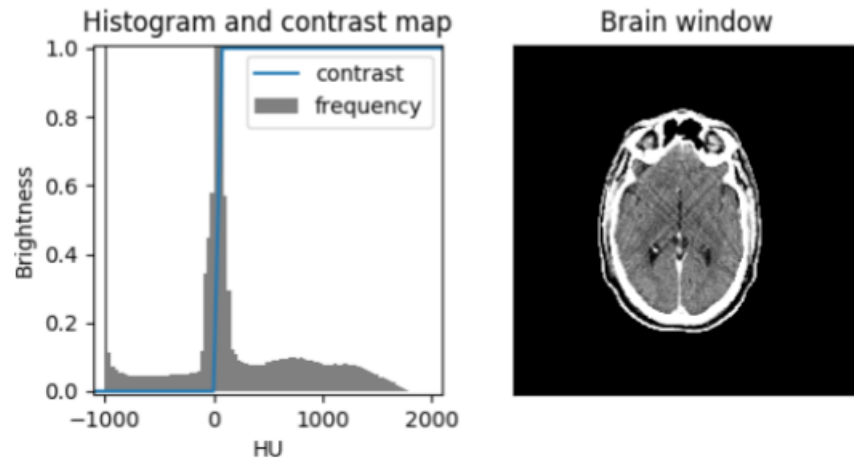 Histogram and contrast map
1.0
0.8
0.6
0.4
0.2
0.0
Brightness
contrast
frequency
−1000
0
1000
2000
HU
Brain window